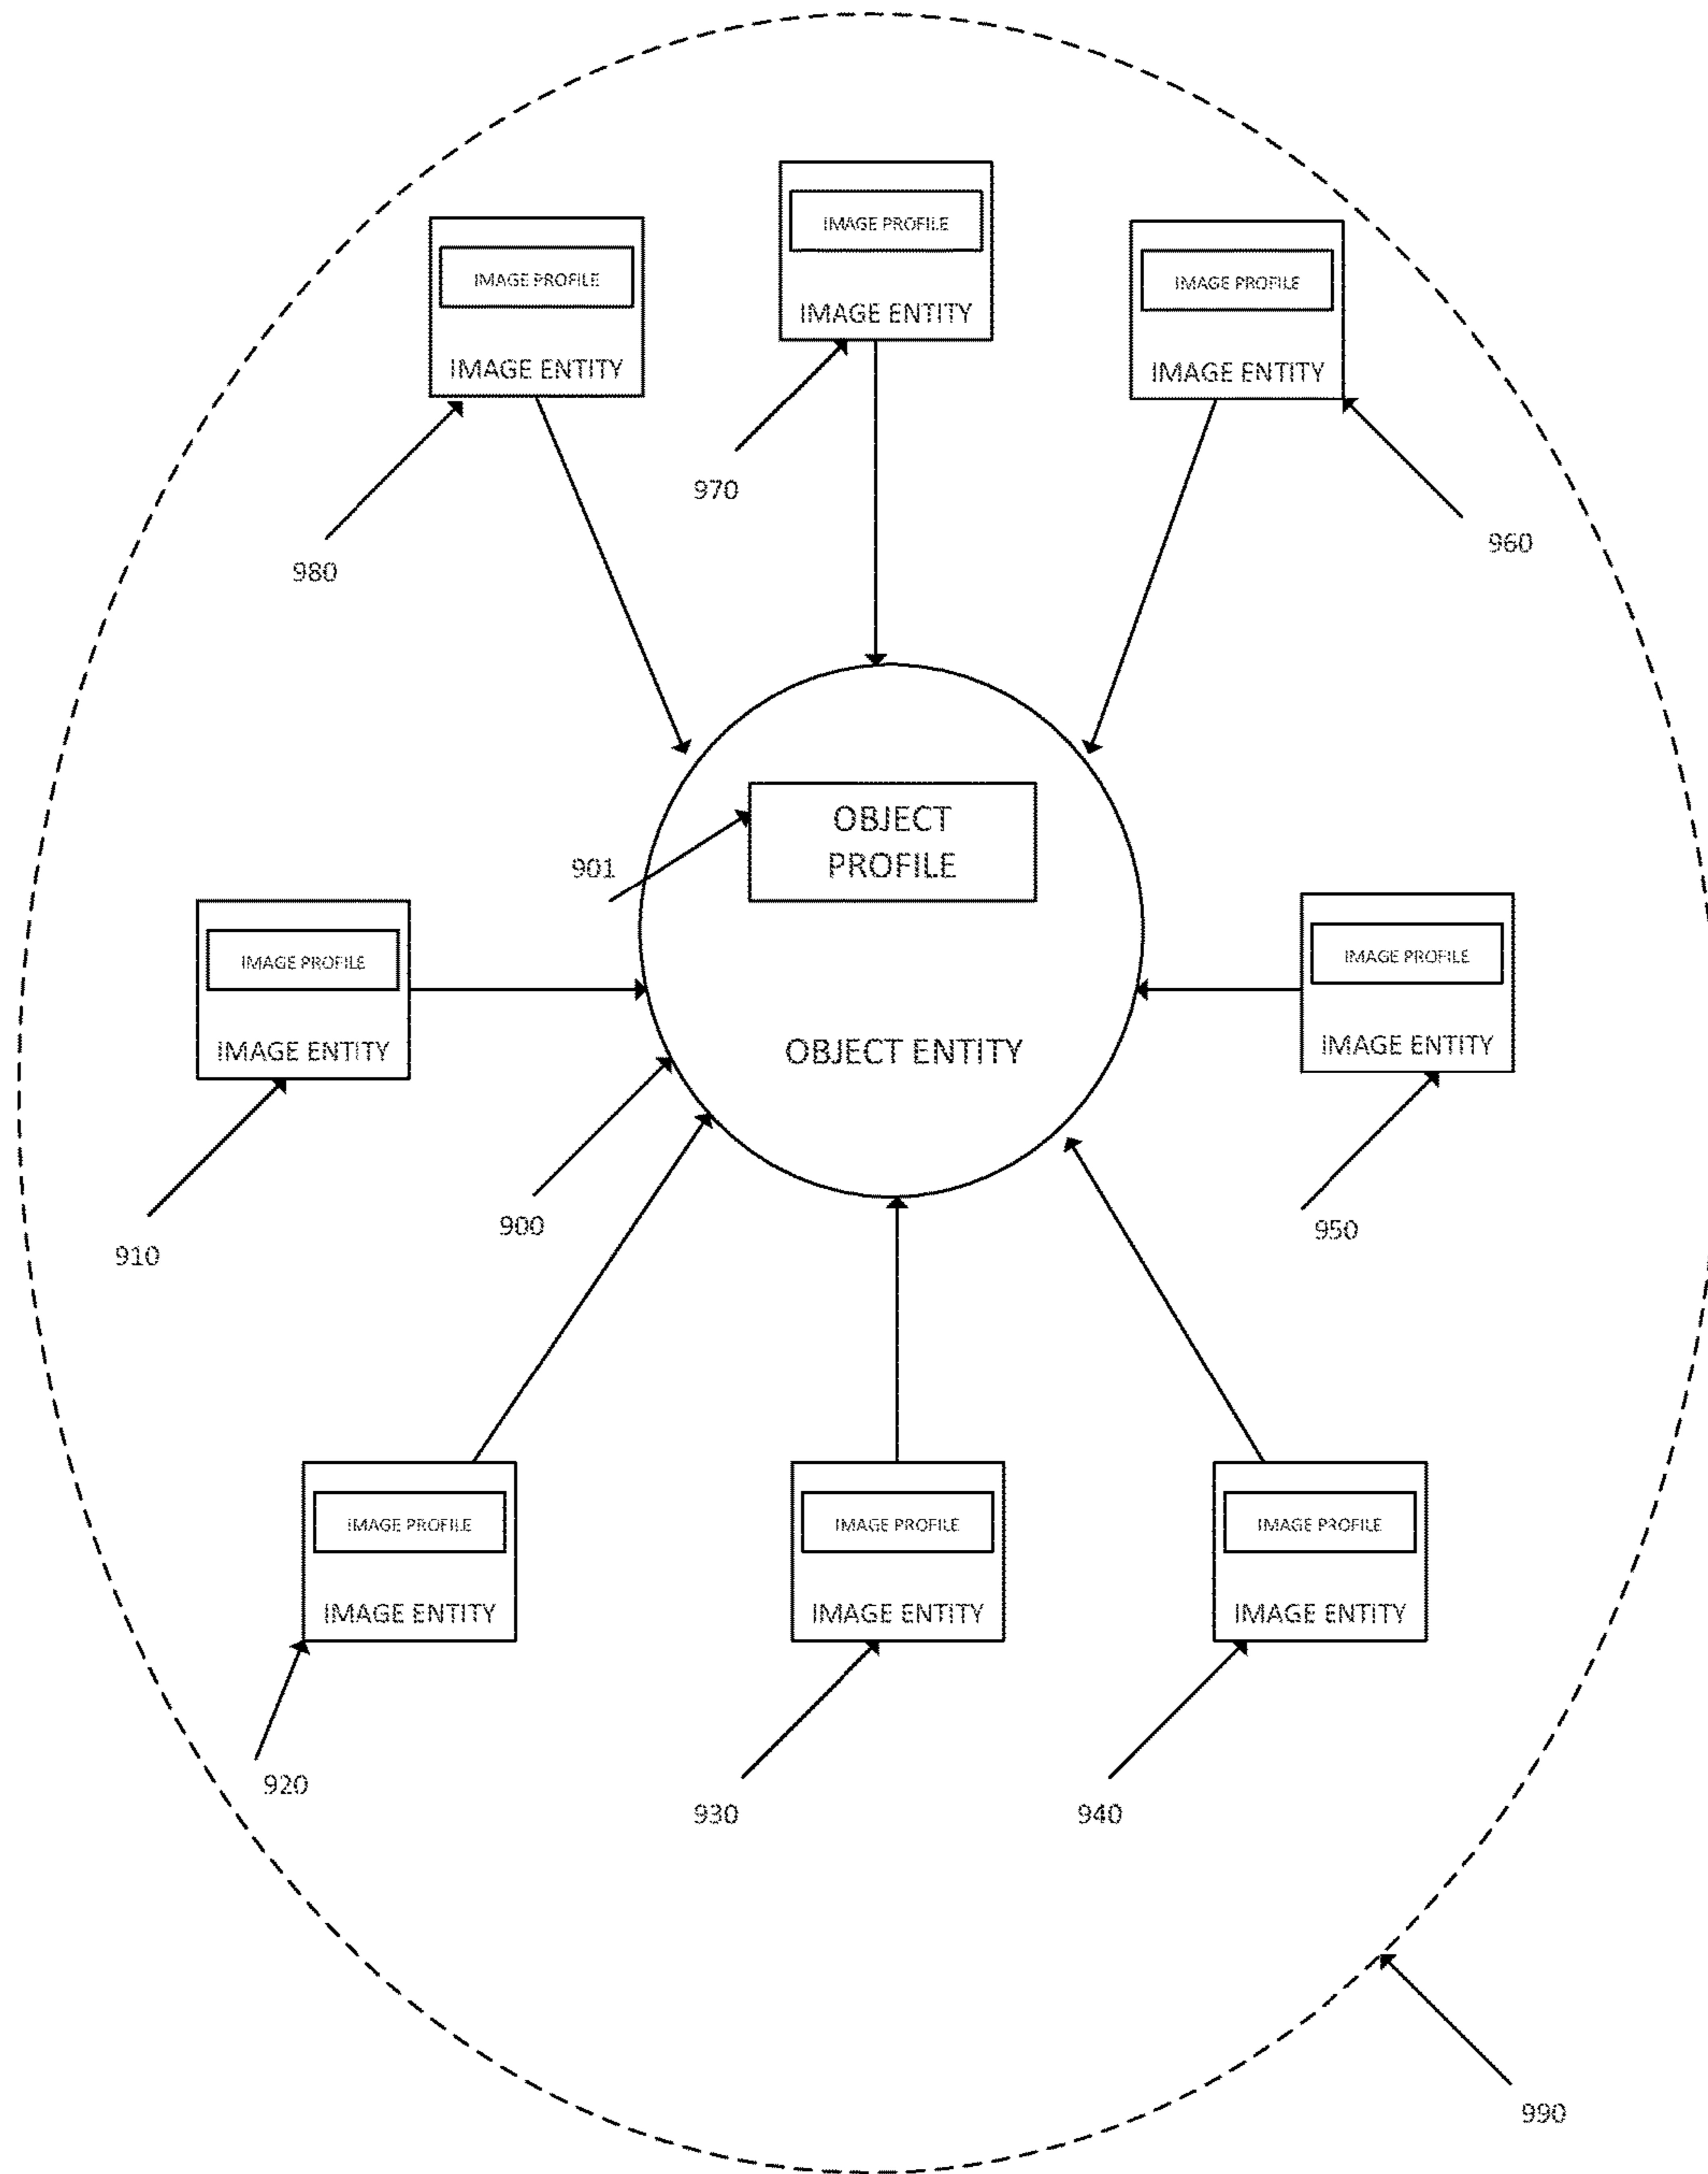 IMAGE PROFILE
IMAGE ENTITY
970
IMAGE PROFILE
IMAGE ENTITY
980
IMAGE PROFILE
IMAGE ENTITY
960
OBJECT
PROFILE
901
OBJECT ENTITY
900
IMAGE PROFILE
IMAGE ENTITY
910
IMAGE PROFILE
IMAGE ENTITY
950
IMAGE PROFILE
IMAGE ENTITY
920
IMAGE PROFILE
IMAGE ENTITY
930
IMAGE PROFILE
IMAGE ENTITY
940
990